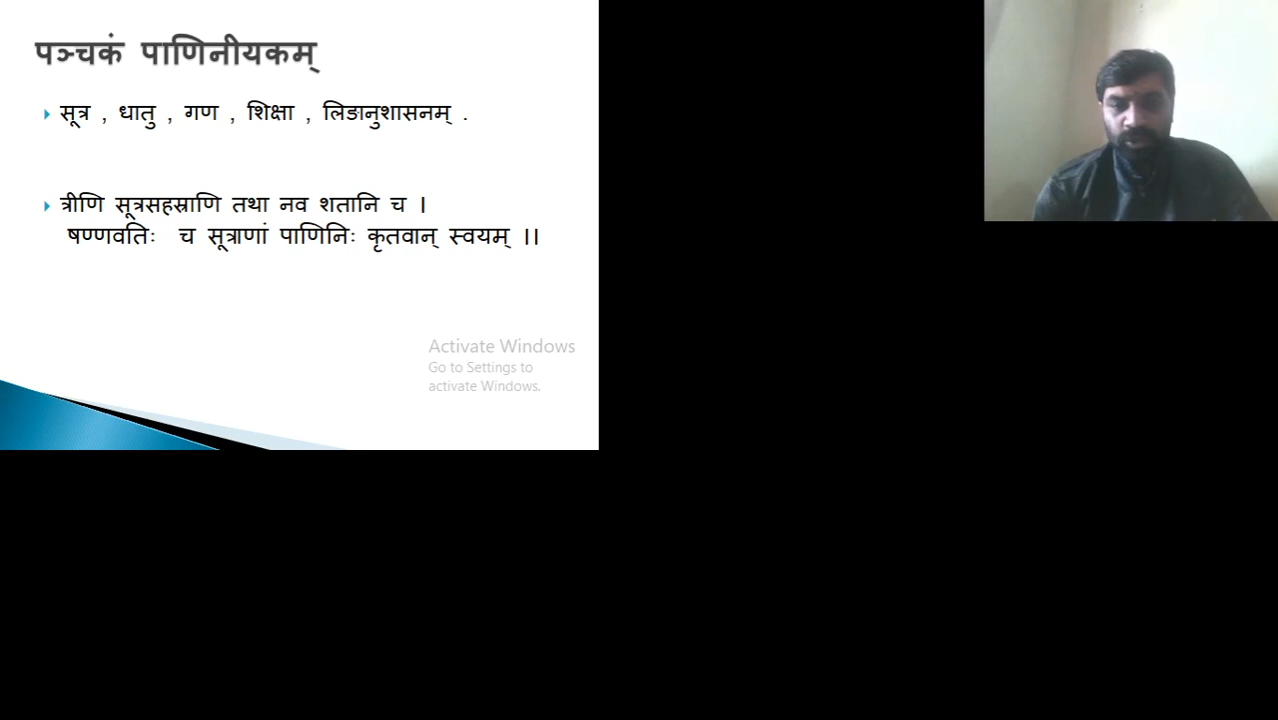 पञ्चकं पाणिनीयकम्
सूत्र , धातु , गण , शिक्षा , लिङानुशासनम् .
त्रीणि सूत्रसहस्राणि तथा नव शतानि च ।
षण्णवतिः च सूत्राणां पाणिनिः कृतवान् स्वयम् ।।
Activate Windows
Go to Settings to
activate Windows.